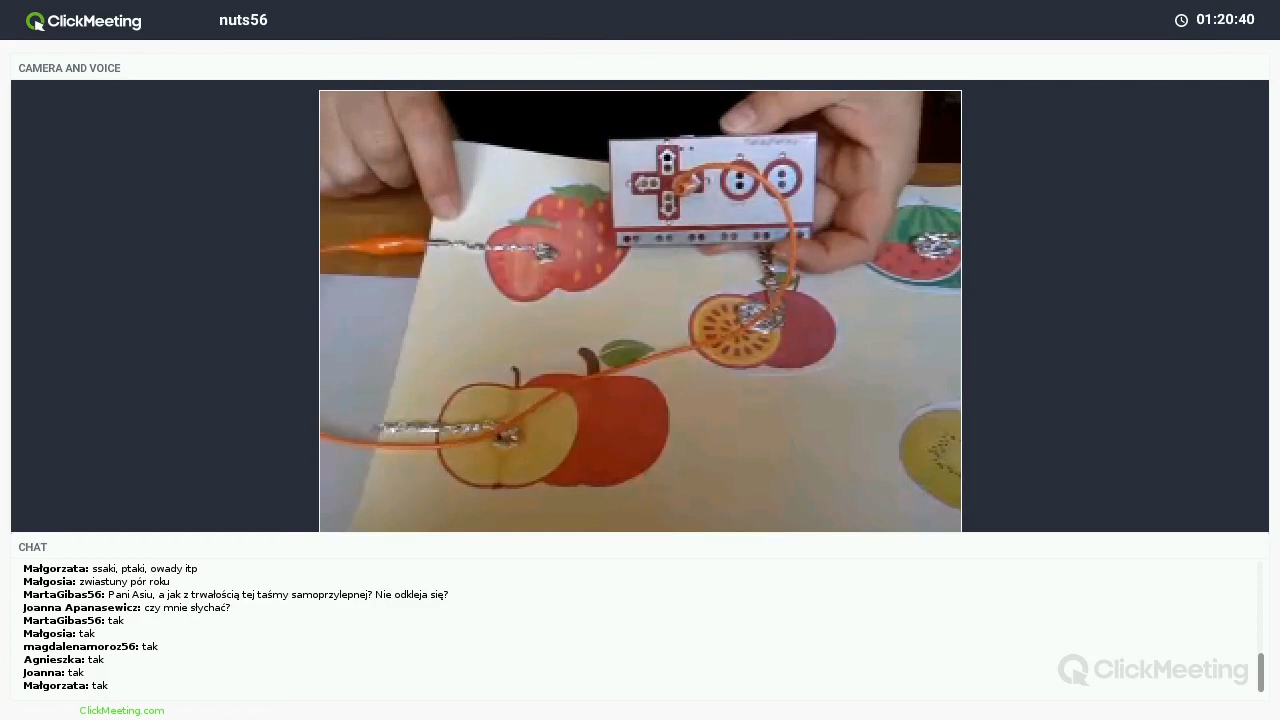 ClickMeeting
nuts56
01:20:40
CAMERA AND VOICE
CHAT
Małgorzata: ssaki, ptaki, owady itp
Małgosia: zwiastuny pór roku
MartaGibas56: Pani Asiu, a jak z trwałością tej taśmy samoprzylepnej? Nie odkleja się?
Joanna Apanasewicz: czy mnie słychać?
MartaGibas56: tak
Małgosia: tak
magdalenamoroz56: tak
Agnieszka: tak
Joanna: tak
Małgorzata: tak
ClickMeeting
ClickMeeting.com